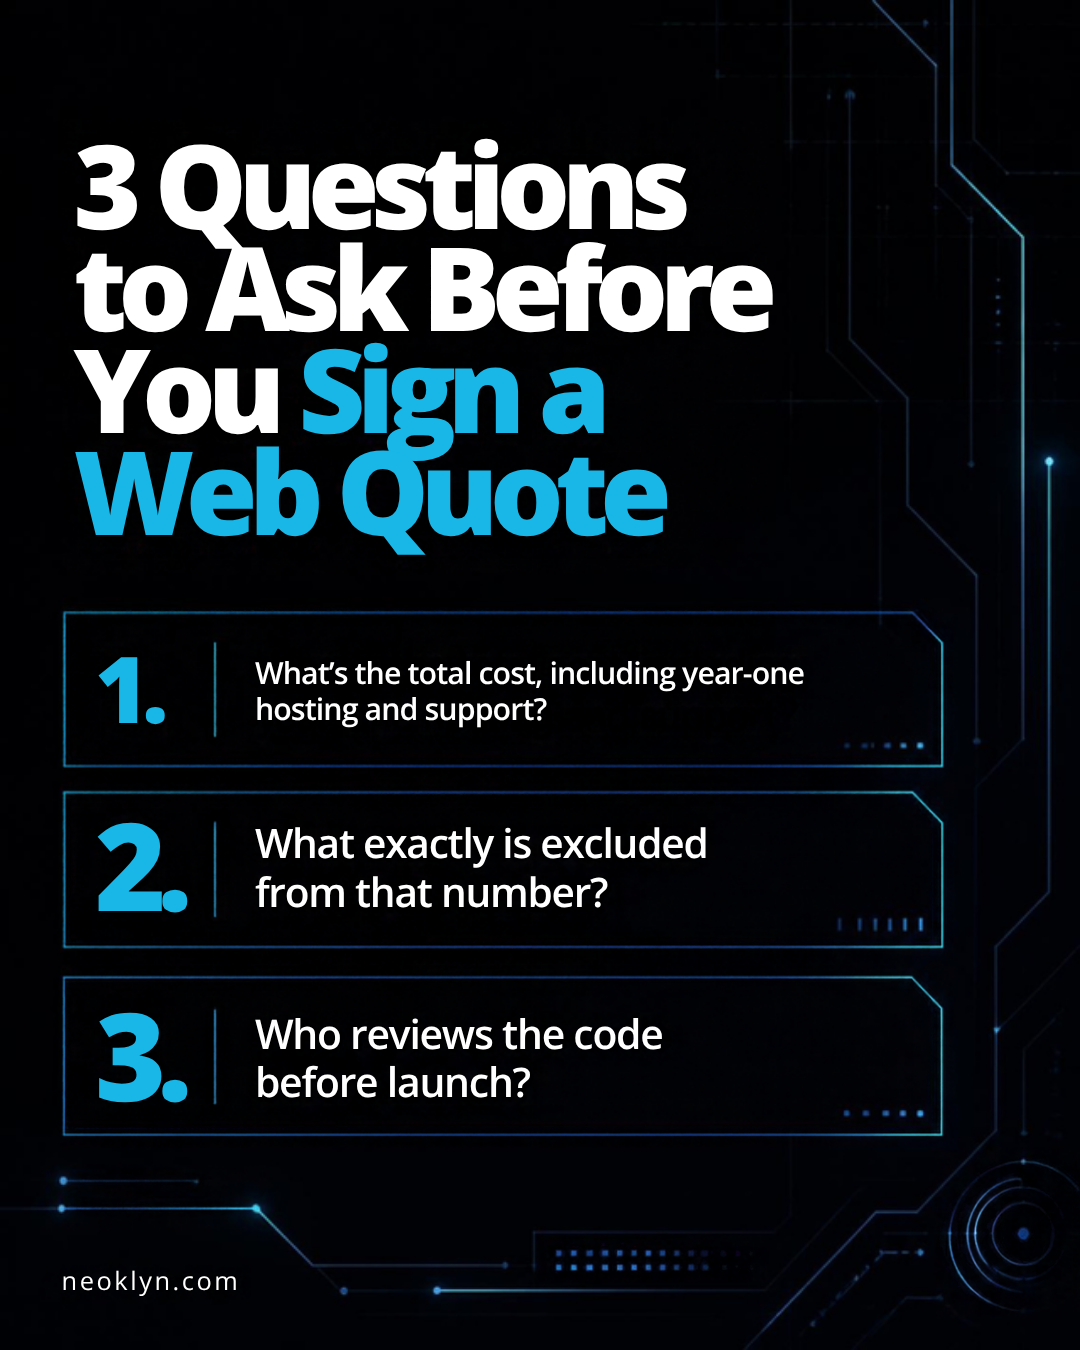 3 Questions
to Ask Before
You Sign a
Web Quote
1.
What’s the total cost, including year-one
hosting and support?
2.
What exactly is excluded
from that number?
3.
Who reviews the code
before launch?
neoklyn.com